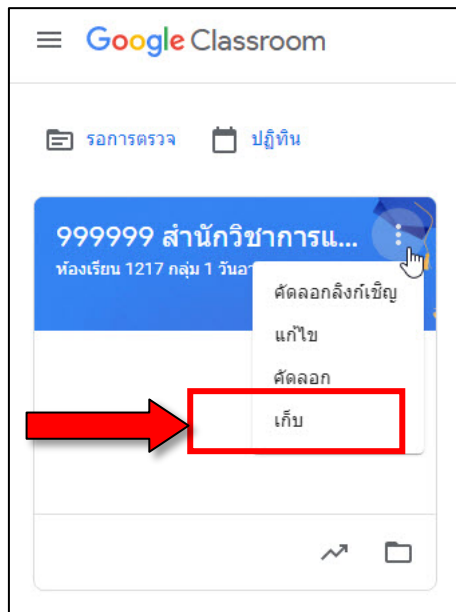 Google Classroom
รอการตรวจ ปฏิทิน
999999 สำนักวิชาการแ...
ห้องเรียน 1217 กลุ่ม 1 วันอา
คัดลอกลิงก์เชิญ
แก้ไข
คัดลอก
เก็บ